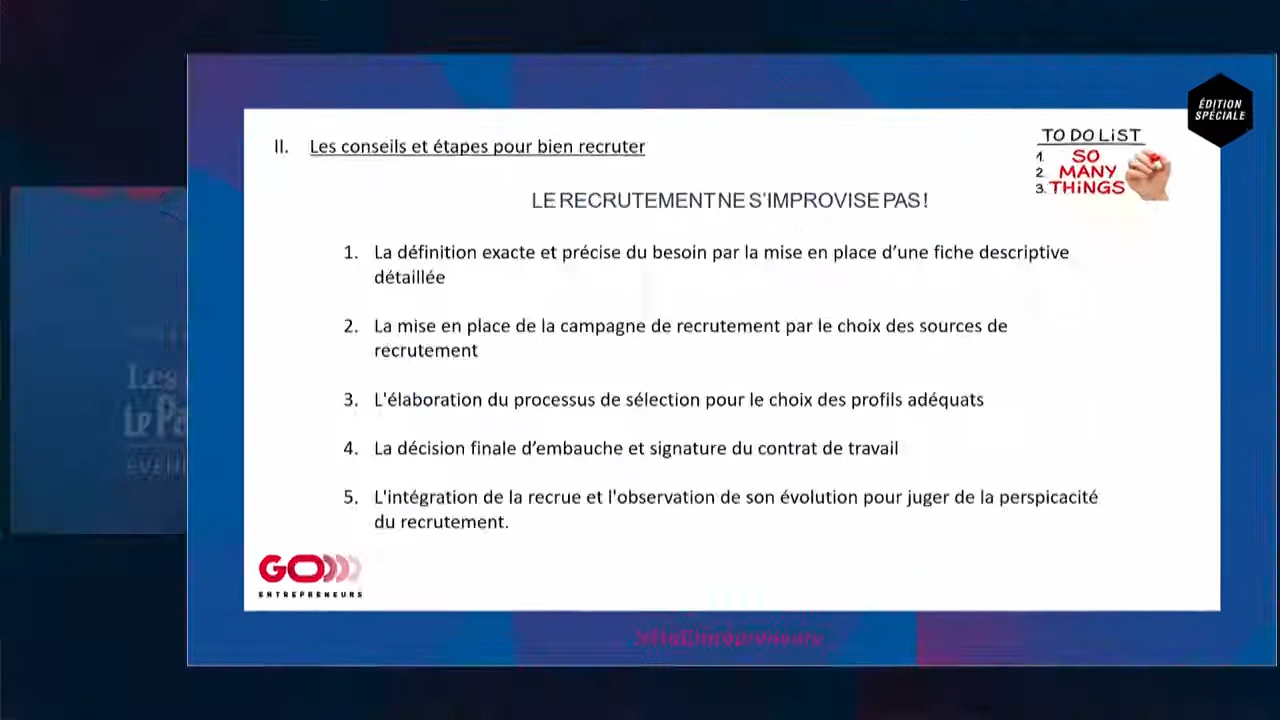 ÉDITION
SPÉCIALE
II. Les conseils et étapes pour bien recruter
TO DO LiST
1. SO
2. MANY
3. THiNGS
LE RECRUTEMENT NE S'IMPROVISE PAS !
1. La définition exacte et précise du besoin par la mise en place d’une fiche descriptive
détaillée
2. La mise en place de la campagne de recrutement par le choix des sources de
recrutement
3. L'élaboration du processus de sélection pour le choix des profils adéquats
4. La décision finale d’embauche et signature du contrat de travail
5. L'intégration de la recrue et l'observation de son évolution pour juger de la perspicacité
du recrutement.
GO
ENTREPRENEURS
Les